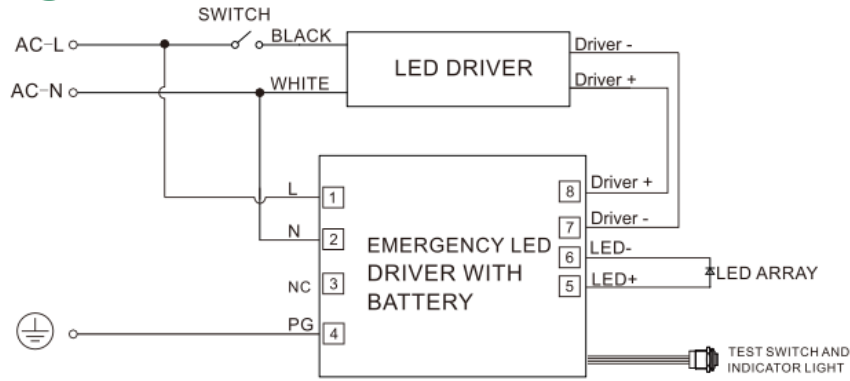 SWITCH
AC-L
BLACK
Driver -
LED DRIVER
AC-N
WHITE
Driver +
L
1
8
Driver +
N
2
7
Driver -
EMERGENCY LED
DRIVER WITH
BATTERY
6
LED-
LED ARRAY
NC
3
5
LED+
PG
4
TEST SWITCH AND
INDICATOR LIGHT